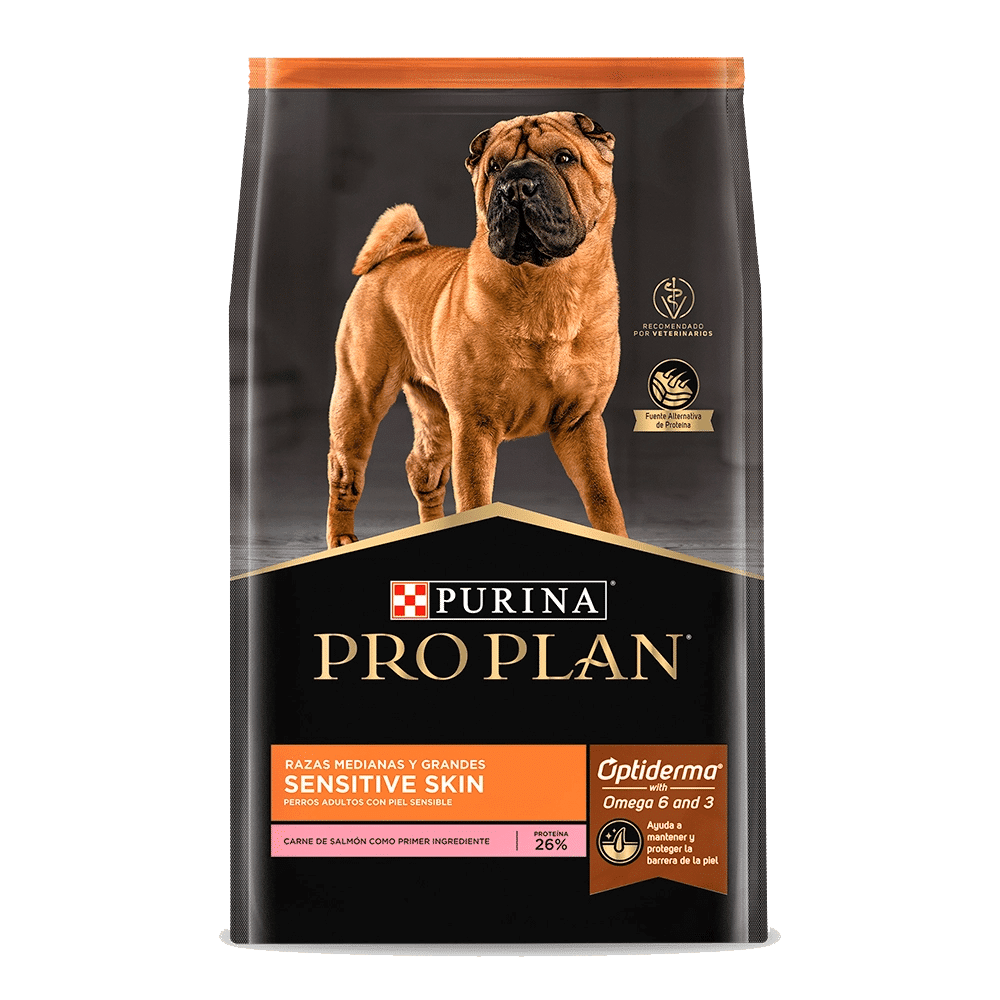 RECOMENDADO
POR VETERINARIOS
Fuente Alternativa
de Proteína
PURINA®
PRO PLAN®
RAZAS MEDIANAS Y GRANDES
SENSITIVE SKIN
PERROS ADULTOS CON PIEL SENSIBLE
CARNE DE SALMÓN COMO PRIMER INGREDIENTE
PROTEÍNA
26%
Optiderma®
with
Omega 6 and 3
Ayuda a
mantener y
proteger la
barrera de la piel